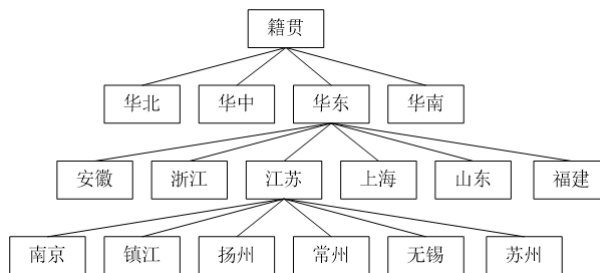 籍贯
华北 华中 华东 华南
安徽 浙江 江苏 上海 山东 福建
南京 镇江 扬州 常州 无锡 苏州